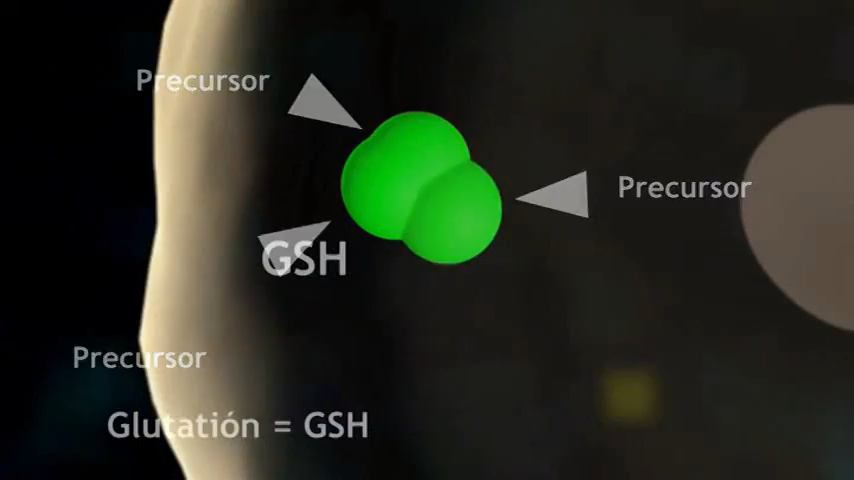 Precursor
Precursor
GSH
Precursor
Glutatión = GSH